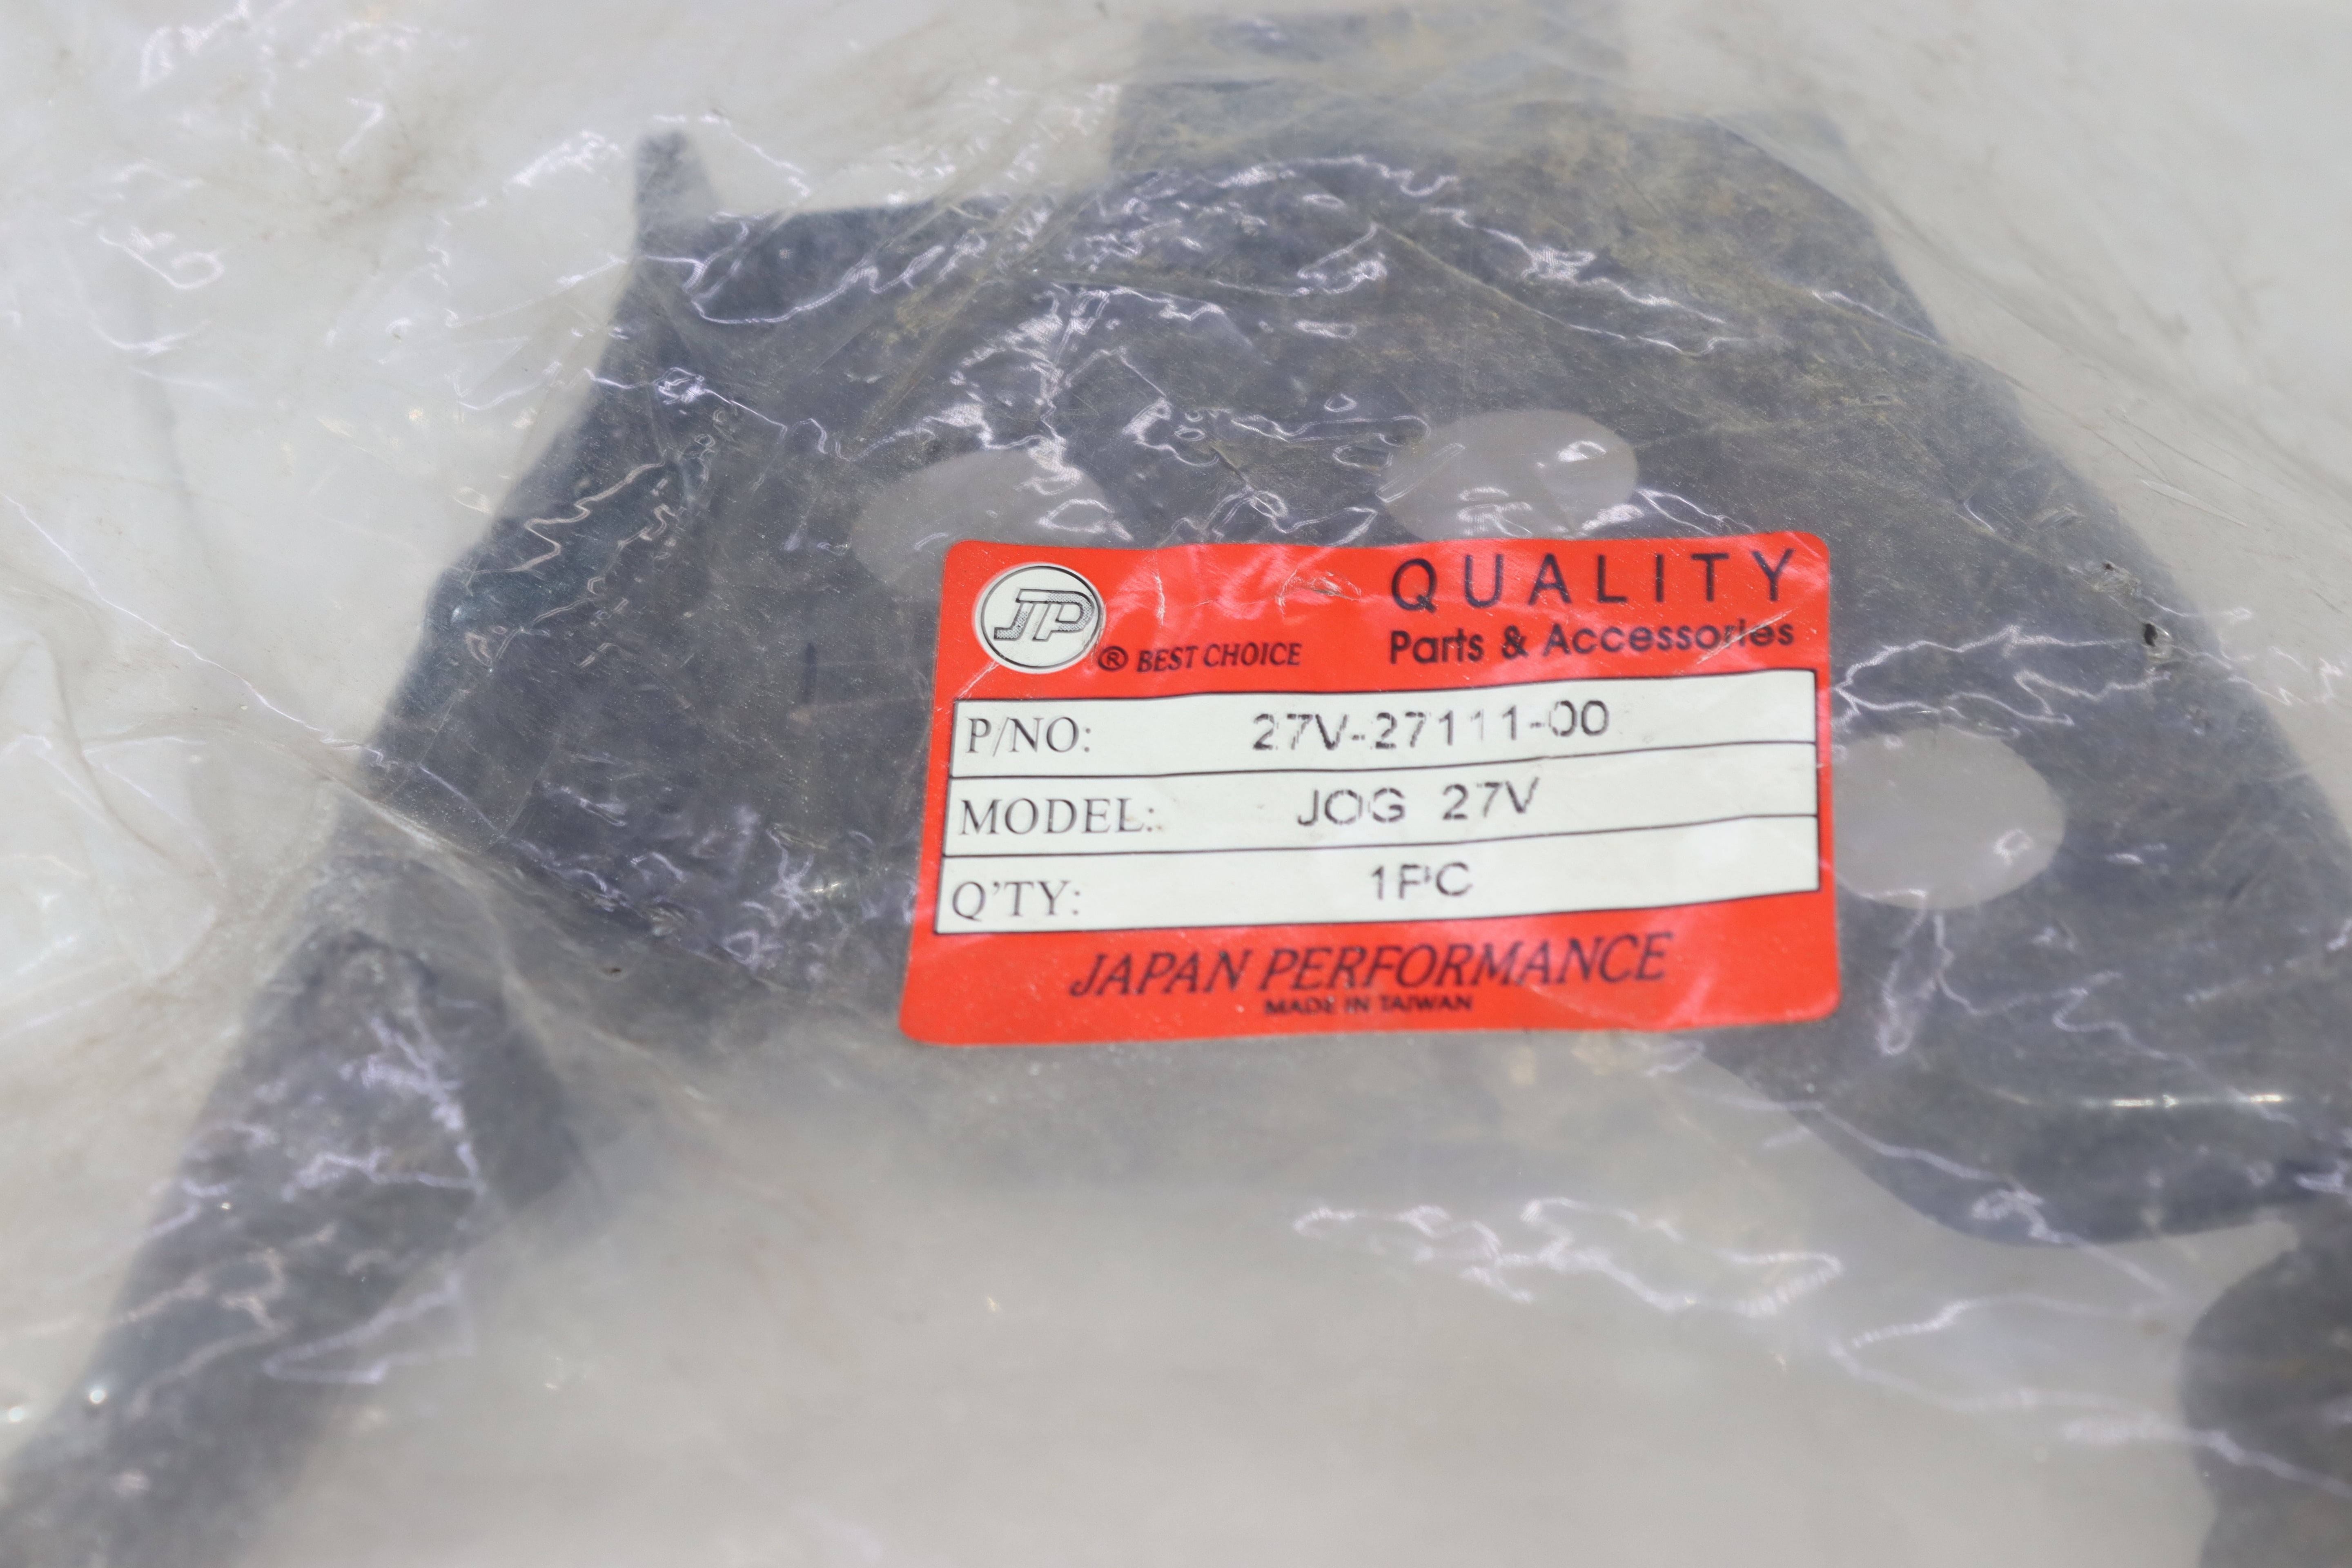 JP
® BEST CHOICE
QUALITY
Parts & Accessories
P/NO: 27V-27111-00
MODEL: JOG 27V
Q'TY: 1PC
JAPAN PERFORMANCE
MADE IN TAIWAN